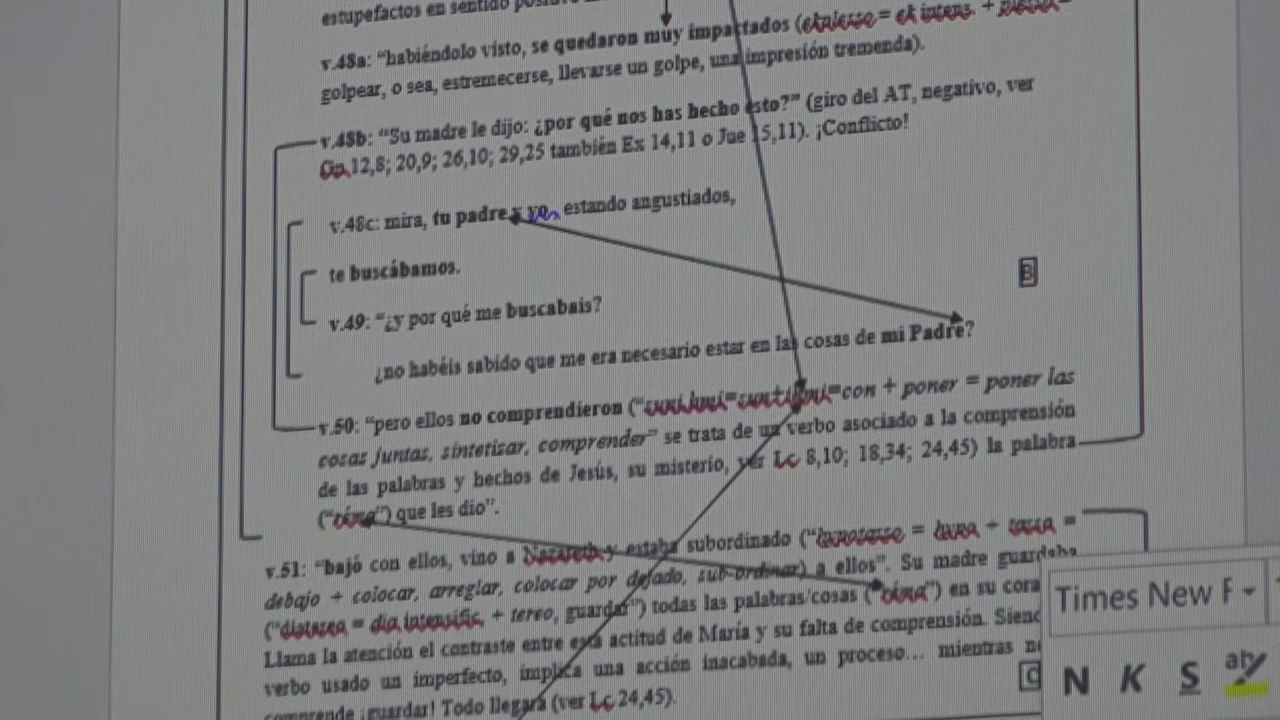 estupefactos en sentido
v.48a: “habiéndolo visto, se quedaron muy impactados (
golpear, o sea, estremecerse, llevarse un golpe, una impresión tremenda).
v.48b: “Su madre le dijo: ¿por qué nos has hecho esto?” (giro del AT, negativo, ver
Gn 12,8; 20,9; 26,10; 29,25 también Ex 14,11 o Jue 15,11). ¡Conflicto!
v.48c: mira, tu padre y yo, estando angustiados,
te buscábamos.
3
v.49: “¿y por qué me buscabais?
¿no habéis sabido que me era necesario estar en las cosas de mi Padre?
v.50: “pero ellos no comprendieron (“ =con + poner = poner las
cosas juntas, sintetizar, comprender” se trata de un verbo asociado a la comprensión
de las palabras y hechos de Jesús, su misterio, ver Lc 8,10; 18,34; 24,45) la palabra
(“ ”) que les dio”.
v.51: “bajó con ellos, vino a Nazareth y estaba subordinado (“ = +  =
debajo + colocar, arreglar, colocar por debajo, sub-ordinar) a ellos”. Su madre guardaba
(“ = dia intensific. + tereo, guardar”) todas las palabras/cosas (“ ”) en su cora
Llama la atención el contraste entre esta actitud de María y su falta de comprensión. Siend
verbo usado un imperfecto, implica una acción inacabada, un proceso... mientras n
comprende ¡guardar! Todo llegará (ver Lc 24,45).
C
Times New F
N K S aby